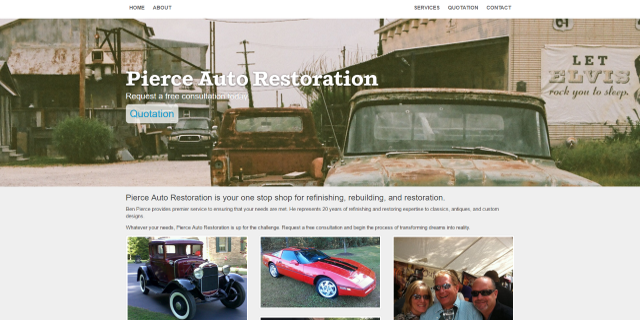 HOME ABOUT SERVICES QUOTATION CONTACT
61
LET
ELVIS
rock you to sleep.
Pierce Auto Restoration
Request a free consultation today
Quotation
Pierce Auto Restoration is your one stop shop for refinishing, rebuilding, and restoration.
Ben Pierce provides premier service to ensuring that your needs are met. He represents 20 years of refinishing and restoring expertise to classics, antiques, and custom
designs.
Whatever your needs, Pierce Auto Restoration is up for the challenge. Request a free consultation and begin the process of transforming dreams into reality.